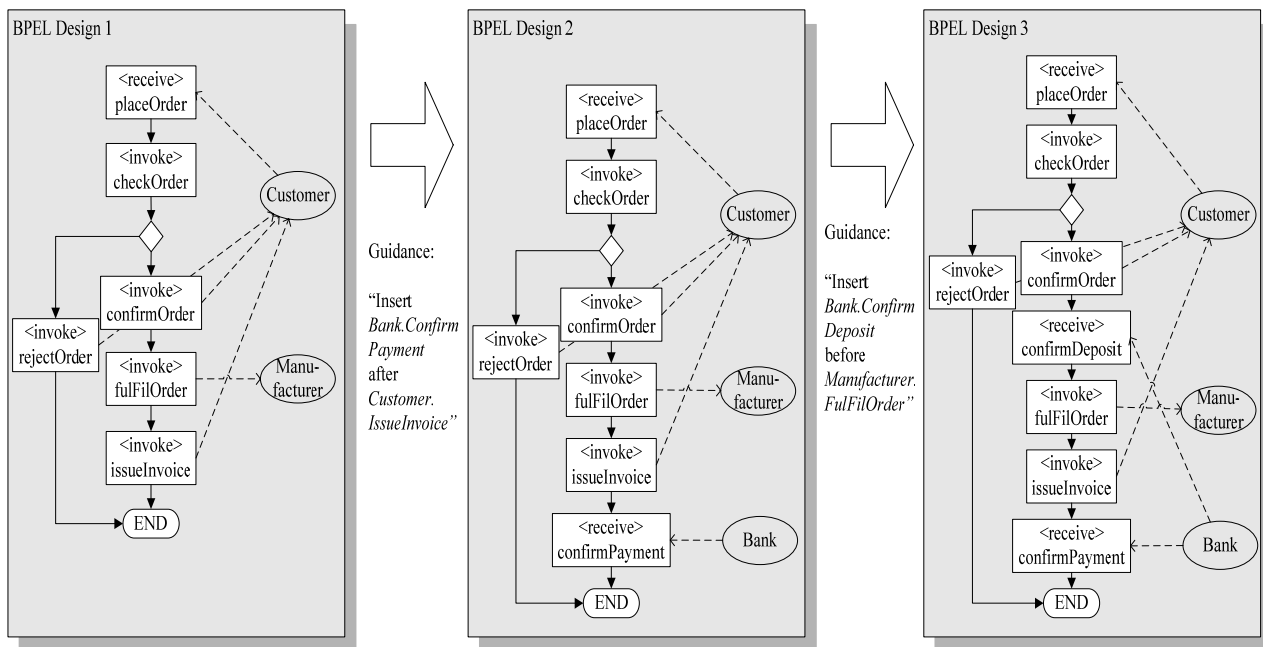 BPEL Design 1
<receive>
placeOrder
<invoke>
checkOrder
Customer
<invoke>
confirmOrder
<invoke>
rejectOrder
<invoke>
fulFilOrder
Manu-
facturer
<invoke>
issueInvoice
END
Guidance:
“Insert
Bank.Confirm
Payment
after
Customer.
IssueInvoice”
BPEL Design 2
<receive>
placeOrder
<invoke>
checkOrder
Customer
<invoke>
confirmOrder
<invoke>
rejectOrder
<invoke>
fulFilOrder
Manu-
facturer
<invoke>
issueInvoice
<receive>
confirmPayment
Bank
END
Guidance:
“Insert
Bank.Confirm
Deposit
before
Manufacturer.
FulFilOrder”
BPEL Design 3
<receive>
placeOrder
<invoke>
checkOrder
Customer
<invoke>
confirmOrder
<invoke>
rejectOrder
<receive>
confirmDeposit
<invoke>
fulFilOrder
Manu-
facturer
<invoke>
issueInvoice
<receive>
confirmPayment
Bank
END